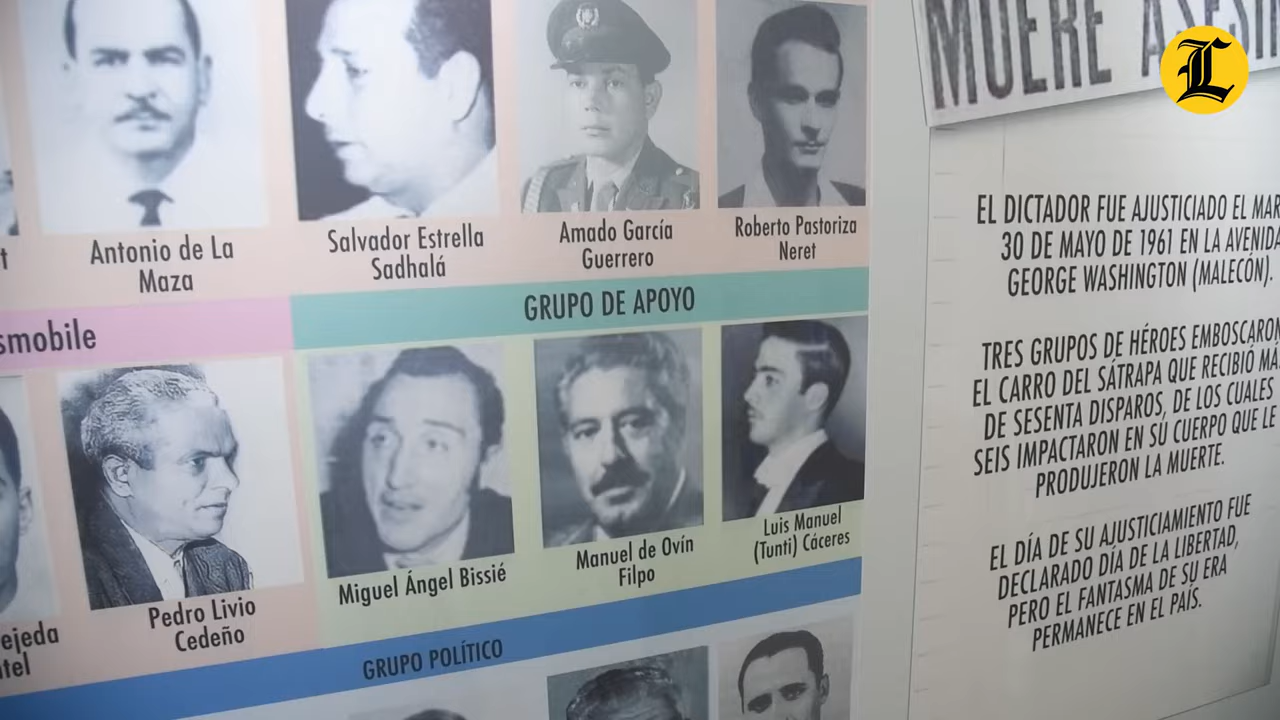 MUERE
L
Antonio de La
Maza
Salvador Estrella
Sadhalá
Amado García
Guerrero
Roberto Pastoriza
Neret
smobile
GRUPO DE APOYO
ejeda
Pedro Livio
Cedeño
Miguel Ángel Bissié
Manuel de Ovín
Filpo
Luis Manuel
(Tunti) Cáceres
GRUPO POLÍTICO
EL DICTADOR FUE AJUSTICIADO EL MAR
30 DE MAYO DE 1961 EN LA AVENIDA
GEORGE WASHINGTON (MALECÓN).
TRES GRUPOS DE HÉROES EMBOSCARON
EL CARRO DEL SÁTRAPA QUE RECIBIÓ MÁS
DE SESENTA DISPAROS, DE LOS CUALES
SEIS IMPACTARON EN SU CUERPO QUE LE
PRODUJERON LA MUERTE.
EL DÍA DE SU AJUSTICIAMIENTO FUE
DECLARADO DÍA DE LA LIBERTAD,
PERO EL FANTASMA DE SU ERA
PERMANECE EN EL PAÍS.